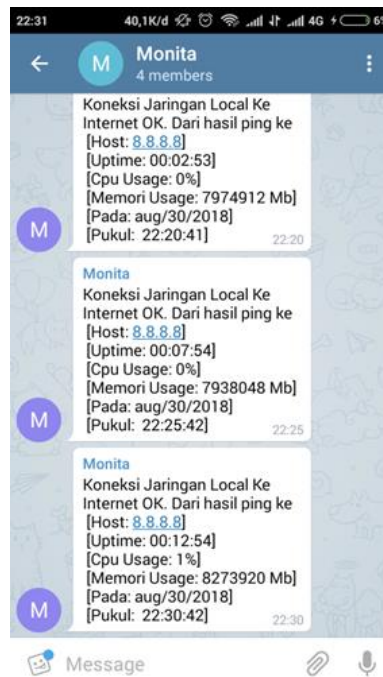 22:31
40,1K/d
4G
M
Monita
4 members
Koneksi Jaringan Local Ke
Internet OK. Dari hasil ping ke
[Host: 8.8.8.8]
[Uptime: 00:02:53]
[Cpu Usage: 0%]
[Memori Usage: 7974912 Mb]
[Pada: aug/30/2018]
[Pukul: 22:20:41]
22:20
M
Monita
Koneksi Jaringan Local Ke
Internet OK. Dari hasil ping ke
[Host: 8.8.8.8]
[Uptime: 00:07:54]
[Cpu Usage: 0%]
[Memori Usage: 7938048 Mb]
[Pada: aug/30/2018]
[Pukul: 22:25:42]
22:25
M
Monita
Koneksi Jaringan Local Ke
Internet OK. Dari hasil ping ke
[Host: 8.8.8.8]
[Uptime: 00:12:54]
[Cpu Usage: 1%]
[Memori Usage: 8273920 Mb]
[Pada: aug/30/2018]
[Pukul: 22:30:42]
22:30
M
Message